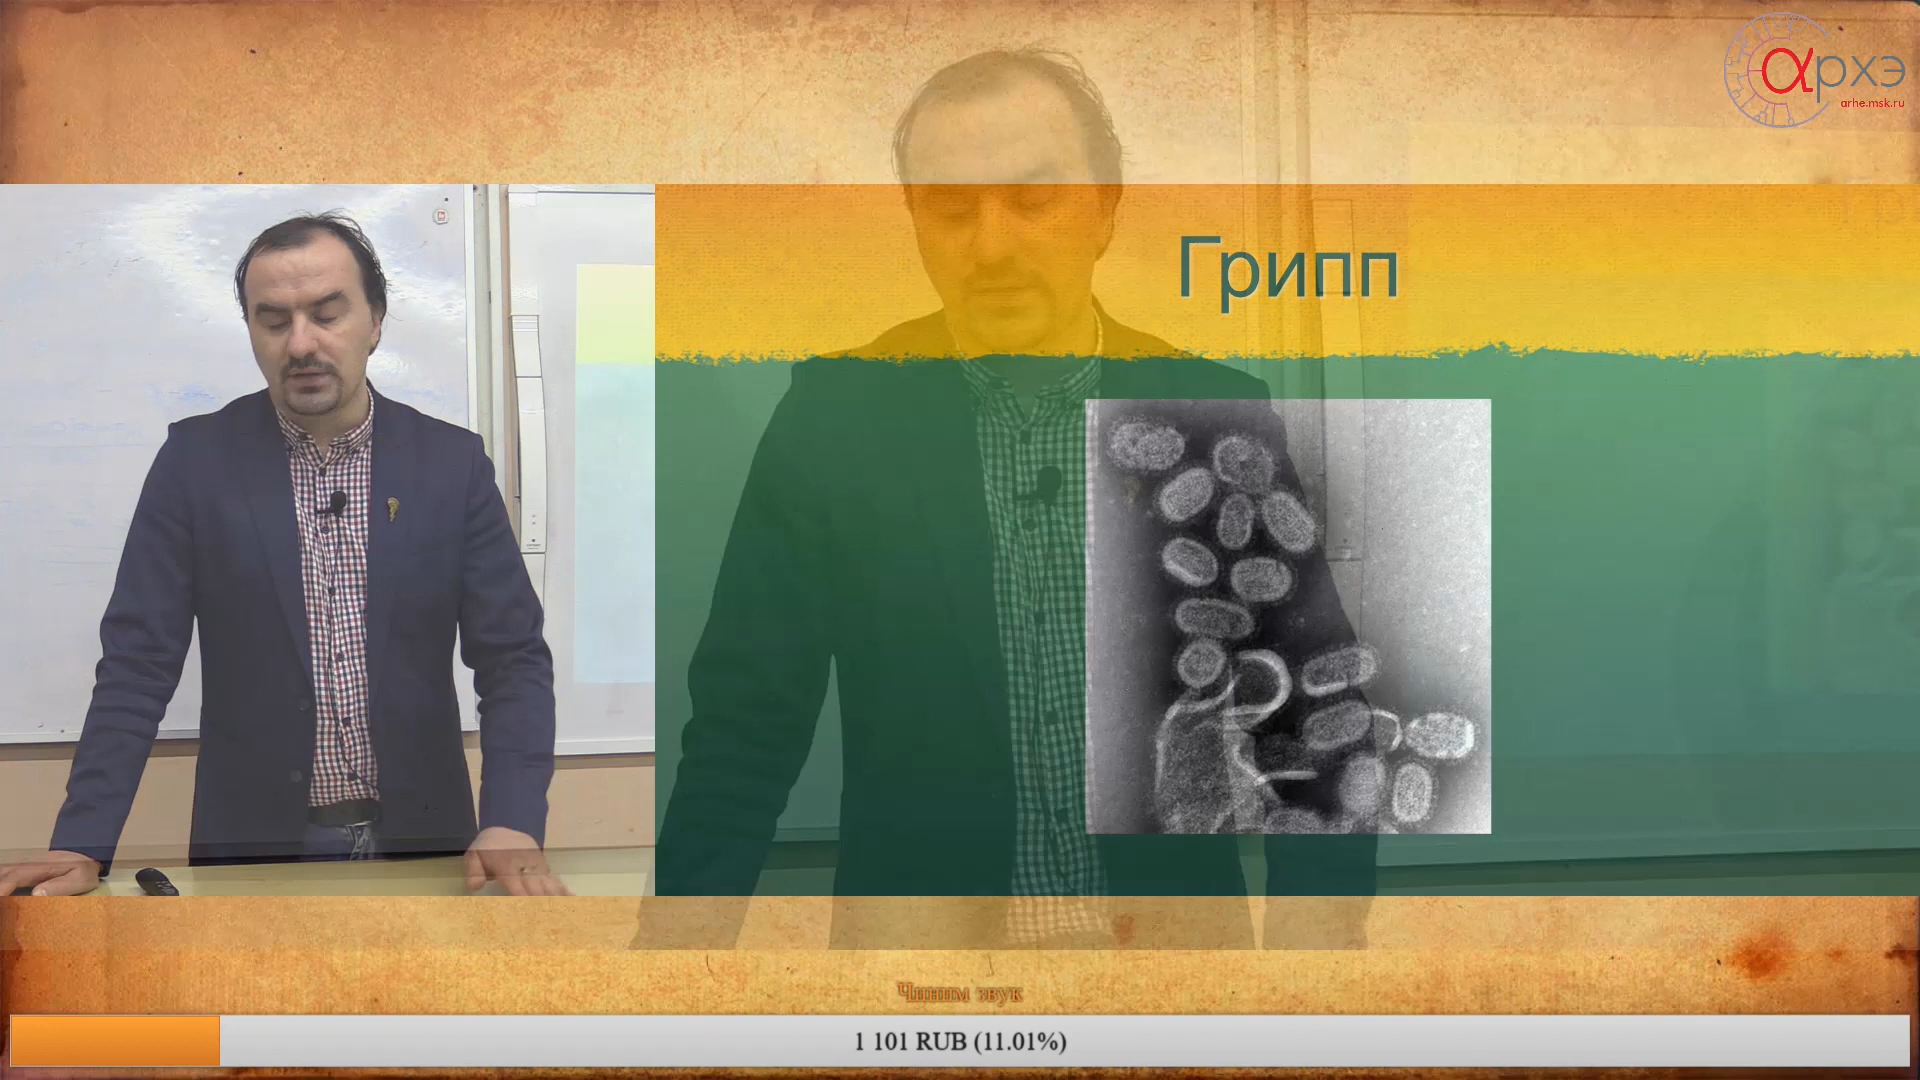 αрхэ
arhe.msk.ru
Грипп
Чиним звук
1 101 RUB (11.01%)